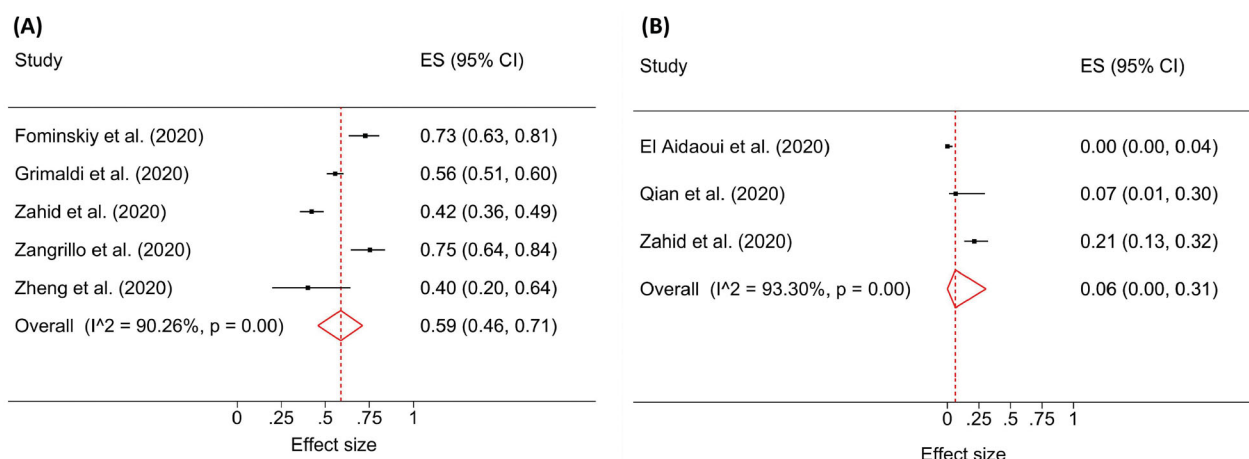 (A)
Study ES (95% CI)
Fominskiy et al. (2020) 0.73 (0.63, 0.81)
Grimaldi et al. (2020) 0.56 (0.51, 0.60)
Zahid et al. (2020) 0.42 (0.36, 0.49)
Zangrillo et al. (2020) 0.75 (0.64, 0.84)
Zheng et al. (2020) 0.40 (0.20, 0.64)
Overall (I^2 = 90.26%, p = 0.00) 0.59 (0.46, 0.71)
0 .25 .5 .75 1
Effect size
(B)
Study ES (95% CI)
El Aidaoui et al. (2020) 0.00 (0.00, 0.04)
Qian et al. (2020) 0.07 (0.01, 0.30)
Zahid et al. (2020) 0.21 (0.13, 0.32)
Overall (I^2 = 93.30%, p = 0.00) 0.06 (0.00, 0.31)
0 .25 .5 .75 1
Effect size